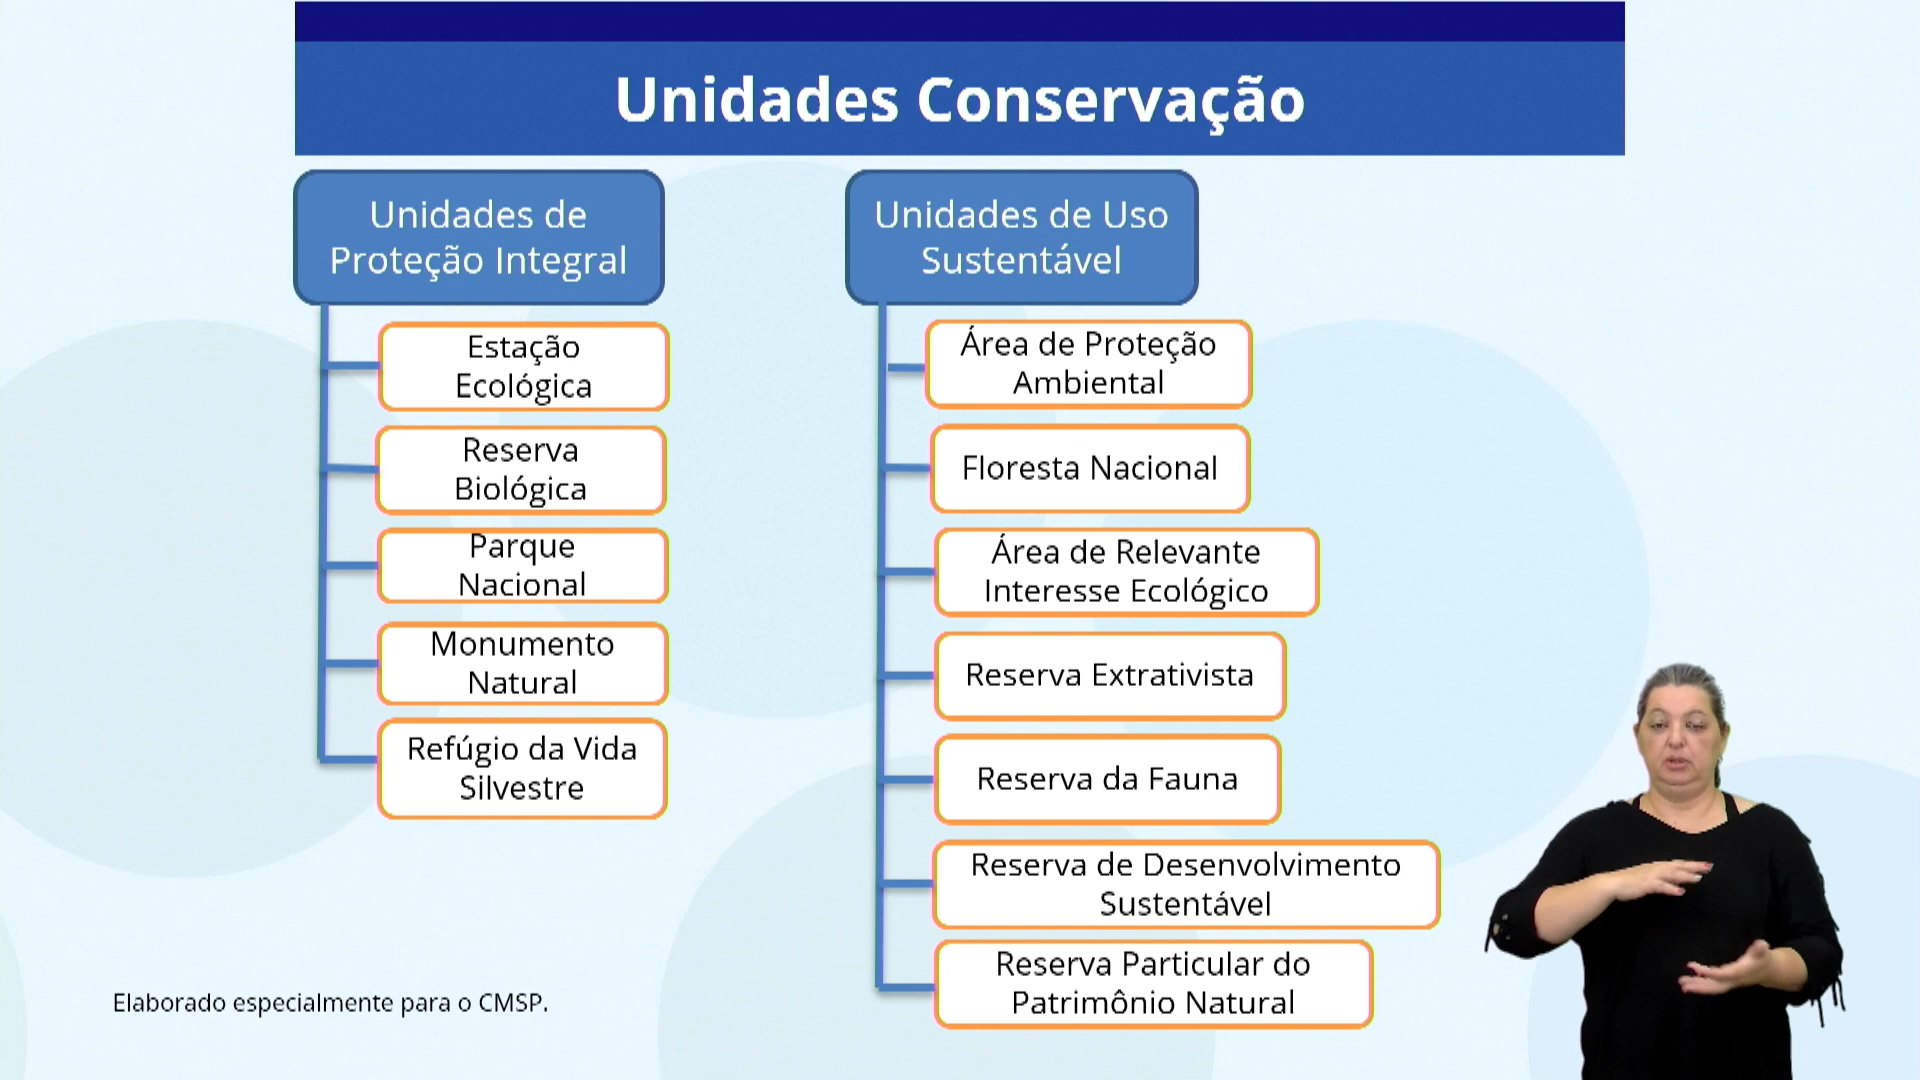 Unidades Conservação
Unidades de
Proteção Integral
Estação
Ecológica
Reserva
Biológica
Parque
Nacional
Monumento
Natural
Refúgio da Vida
Silvestre
Unidades de Uso
Sustentável
Área de Proteção
Ambiental
Floresta Nacional
Área de Relevante
Interesse Ecológico
Reserva Extrativista
Reserva da Fauna
Reserva de Desenvolvimento
Sustentável
Reserva Particular do
Patrimônio Natural
Elaborado especialmente para o CMSP.